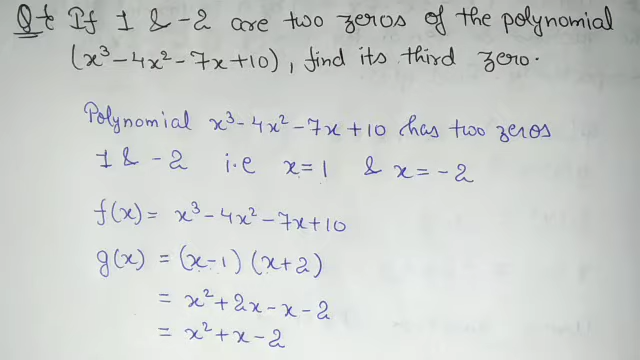 Q6 If 1 & -2 are two zeros of the polynomial
(x³-4x²-7x+10), find its third zero.
Polynomial x³-4x²-7x+10 has two zeros
1 & -2 i.e x=1 & x=-2
f(x)= x³-4x²-7x+10
g(x) = (x-1) (x+2)
= x²+2x-x-2
= x²+x-2